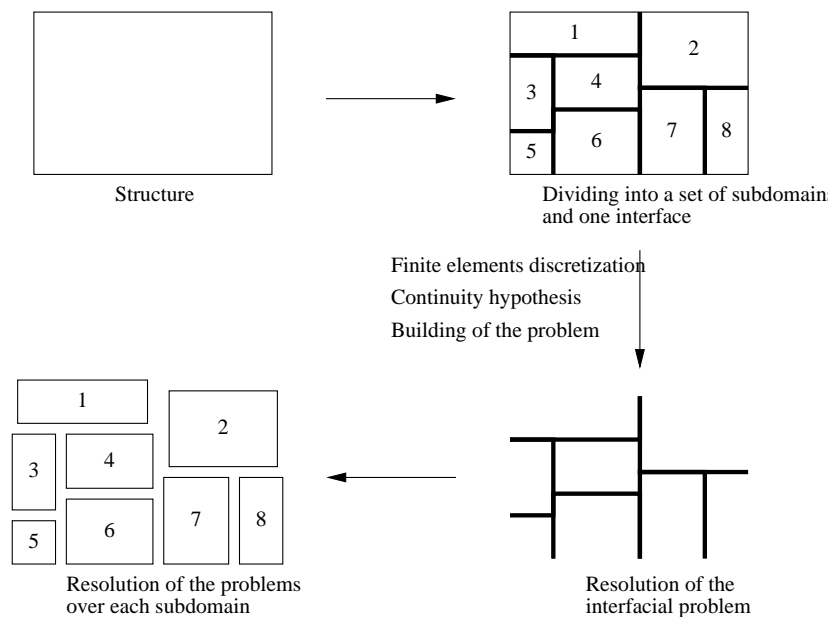 1
2
3
4
5
6
7
8
Structure
Dividing into a set of subdomains
and one interface
Finite elements discretization
Continuity hypothesis
Building of the problem
1
2
3
4
5
6
7
8
Resolution of the problems
over each subdomain
Resolution of the
interfacial problem